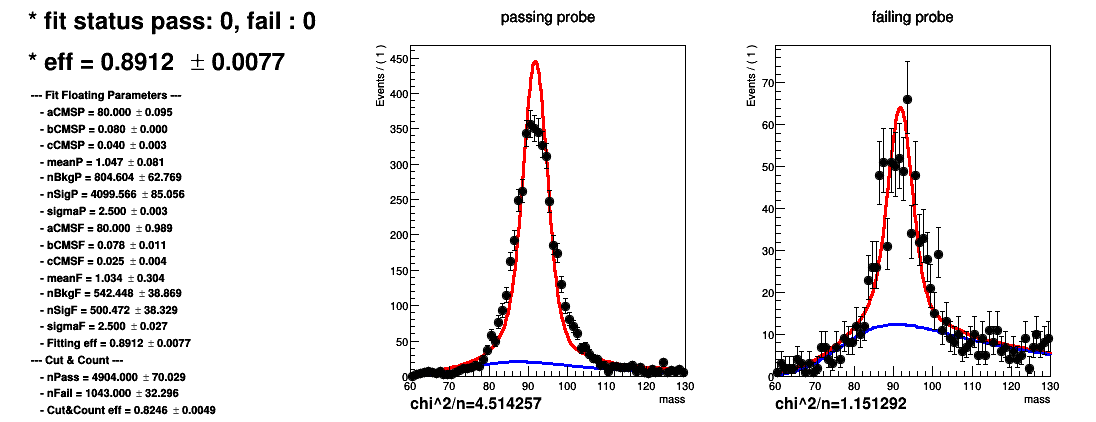 * fit status pass: 0, fail : 0
* eff = 0.8912 ± 0.0077
--- Fit Floating Parameters ---
- aCMSP = 80.000 ± 0.095
- bCMSP = 0.080 ± 0.000
- cCMSP = 0.040 ± 0.003
- meanP = 1.047 ± 0.081
- nBkgP = 804.604 ± 62.769
- nSigP = 4099.566 ± 85.056
- sigmaP = 2.500 ± 0.003
- aCMSF = 80.000 ± 0.989
- bCMSF = 0.078 ± 0.011
- cCMSF = 0.025 ± 0.004
- meanF = 1.034 ± 0.304
- nBkgF = 542.448 ± 38.869
- nSigF = 500.472 ± 38.329
- sigmaF = 2.500 ± 0.027
- Fitting eff = 0.8912 ± 0.0077
--- Cut & Count ---
- nPass = 4904.000 ± 70.029
- nFail = 1043.000 ± 32.296
- Cut&Count eff = 0.8246 ± 0.0049
passing probe
Events / ( 1 )
450
400
350
300
250
200
150
100
50
0
60 70 80 90 100 110 120 130
mass
chi^2/n=4.514257
failing probe
Events / ( 1 )
70
60
50
40
30
20
10
0
60 70 80 90 100 110 120 130
mass
chi^2/n=1.151292